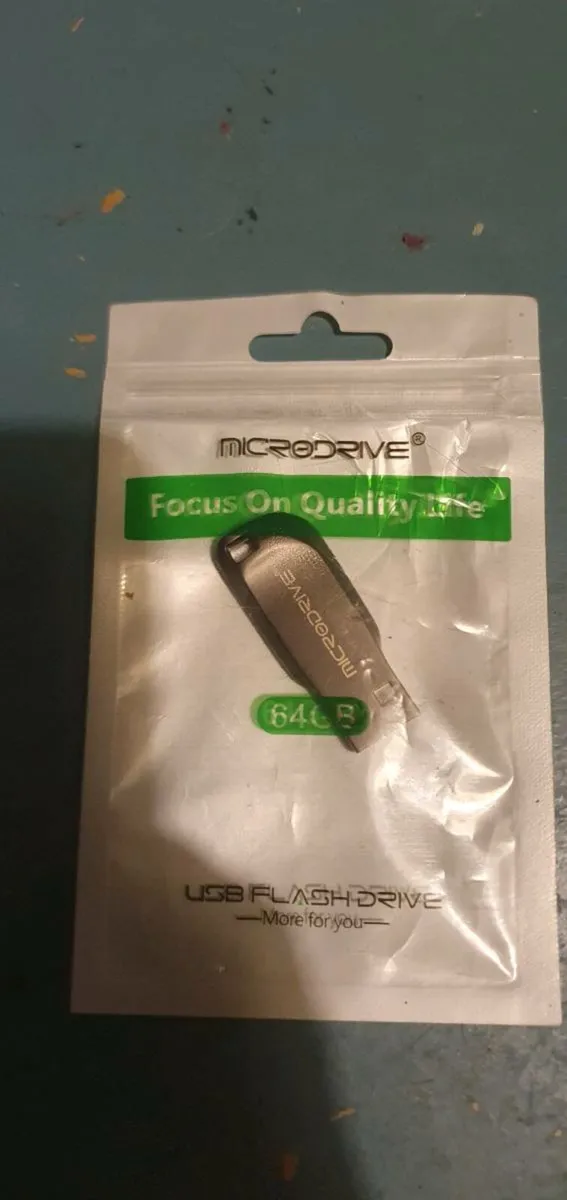 MICRODRIVE®
Focus On Quality Life
MICRODRIVE
64GB
USB FLASH DRIVE
—More for you—